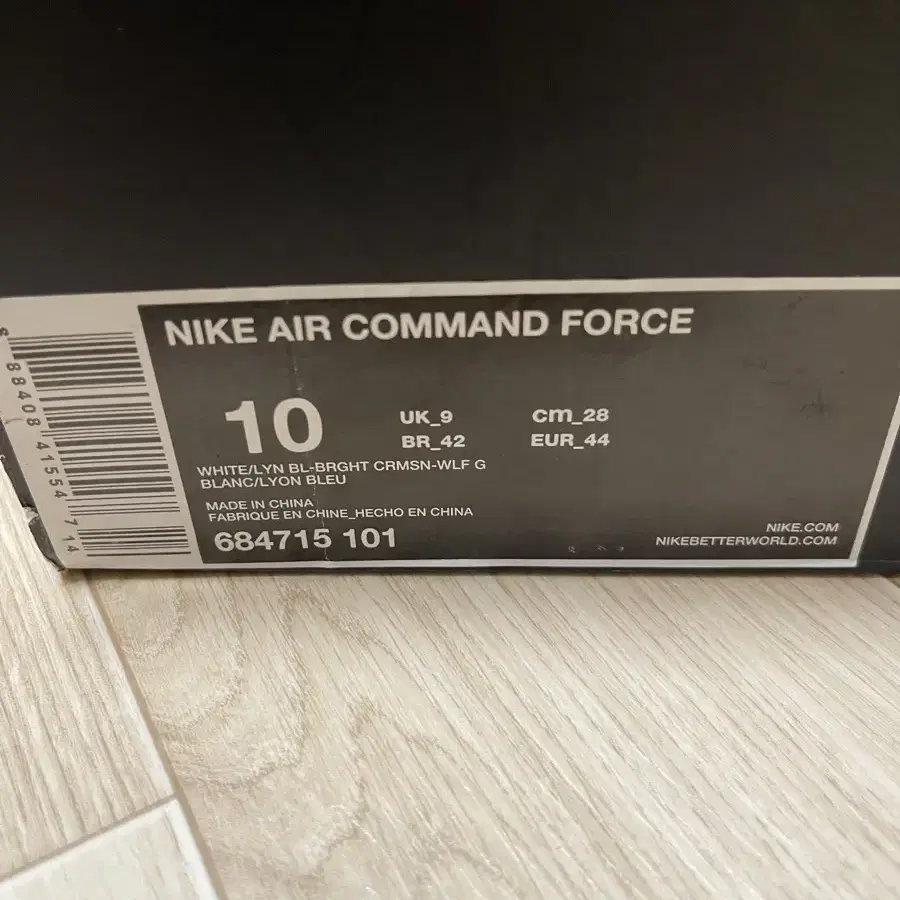 NIKE AIR COMMAND FORCE
10
UK_9 cm_28
BR_42 EUR_44
WHITE/LYN BL-BRGHT CRMSN-WLF G
BLANC/LYON BLEU
MADE IN CHINA
FABRIQUE EN CHINE_HECHO EN CHINA
684715 101
NIKE.COM
NIKEBETTERWORLD.COM
8 88408 41554 7 14